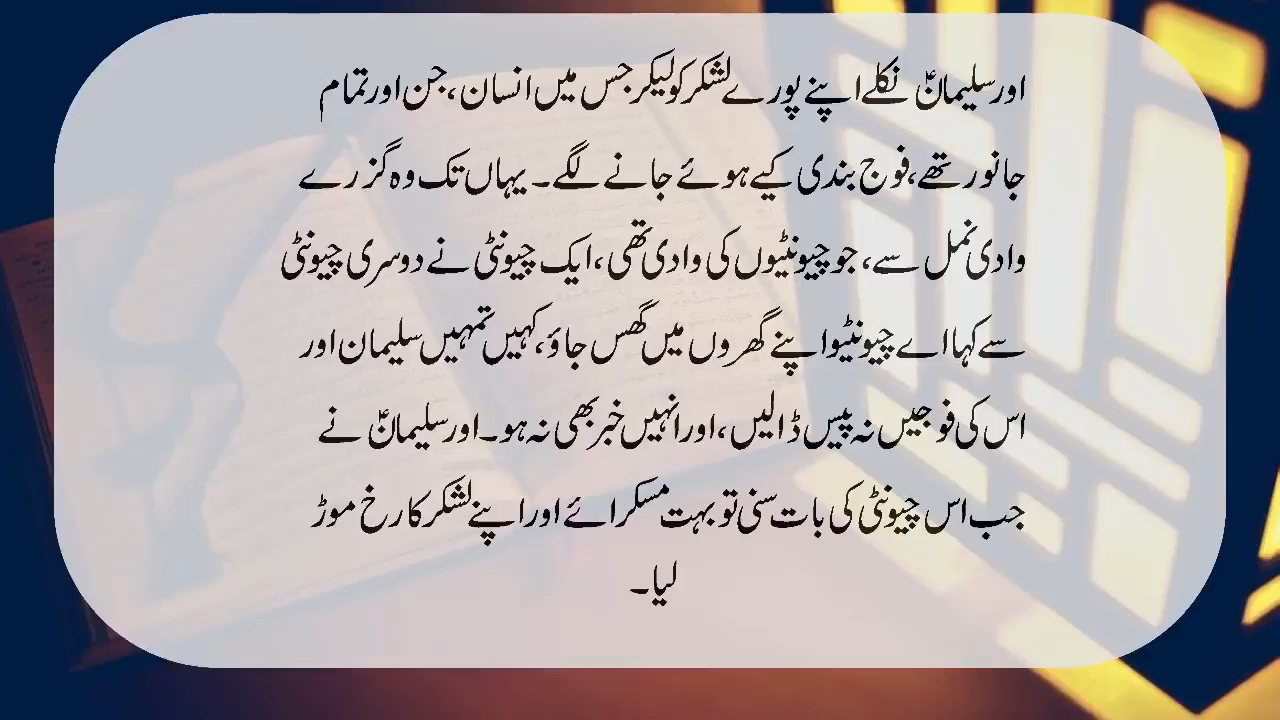 اور سلیمانؑ نکلے اپنے پورے لشکر کو لیکر جس میں انسان، جن اور تمام
جانور تھے، فوج بندی کیے ہوئے جانے لگے۔ یہاں تک وہ گزرے
وادی نمل سے، جو چیونٹیوں کی وادی تھی، ایک چیونٹی نے دوسری چیونٹی
سے کہا اے چیونٹیو اپنے گھروں میں گھس جاؤ، کہیں تمہیں سلیمان اور
اس کی فوجیں نہ پیس ڈالیں، اور انہیں خبر بھی نہ ہو۔ اور سلیمانؑ نے
جب اس چیونٹی کی بات سنی تو بہت مسکرائے اور اپنے لشکر کا رخ موڑ
لیا۔